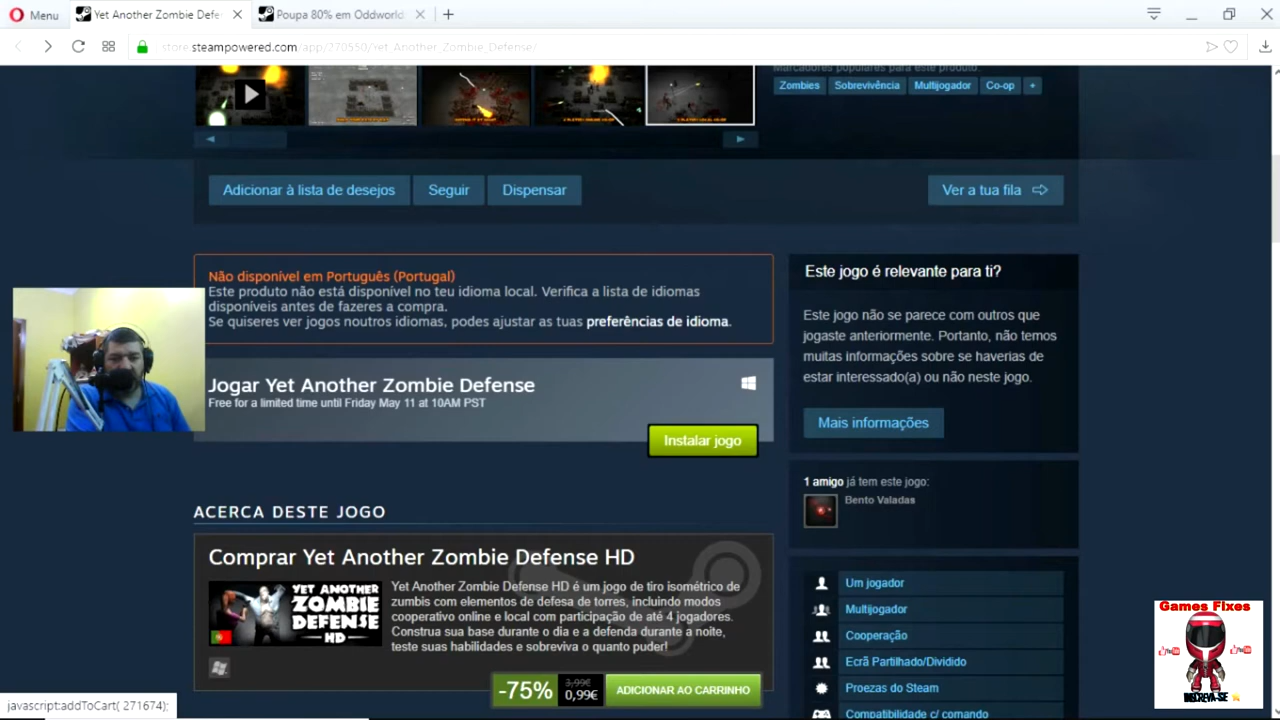 Menu
Yet Another Zombie Defe
Poupa 80% em Oddworld:
store.steampowered.com/app/270550/Yet_Another_Zombie_Defense/
Marcadores populares para este produto:
Zombies
Sobrevivência
Multijogador
Co-op
+
Adicionar à lista de desejos
Seguir
Dispensar
Ver a tua fila
Não disponível em Português (Portugal)
Este produto não está disponível no teu idioma local. Verifica a lista de idiomas
disponíveis antes de fazeres a compra.
Se quiseres ver jogos noutros idiomas, podes ajustar as tuas preferências de idioma.
Jogar Yet Another Zombie Defense
Free for a limited time until Friday May 11 at 10AM PST
Instalar jogo
Este jogo é relevante para ti?
Este jogo não se parece com outros que
jogaste anteriormente. Portanto, não temos
muitas informações sobre se haverias de
estar interessado(a) ou não neste jogo.
Mais informações
1 amigo já tem este jogo:
Bento Valadas
ACERCA DESTE JOGO
Comprar Yet Another Zombie Defense HD
YET ANOTHER
ZOMBIE
DEFENSE
HD
Yet Another Zombie Defense HD é um jogo de tiro isométrico de
zumbis com elementos de defesa de torres, incluindo modos
cooperativo online e local com participação de até 4 jogadores.
Construa sua base durante o dia e a defenda durante a noite,
teste suas habilidades e sobreviva o quanto puder!
-75%
3,99€
0,99€
ADICIONAR AO CARRINHO
Um jogador
Multijogador
Cooperação
Ecrã Partilhado/Dividido
Proezas do Steam
Compatibilidade c/ comando
Games Fixes
INSCREVA-SE
javascript:addToCart( 271674);